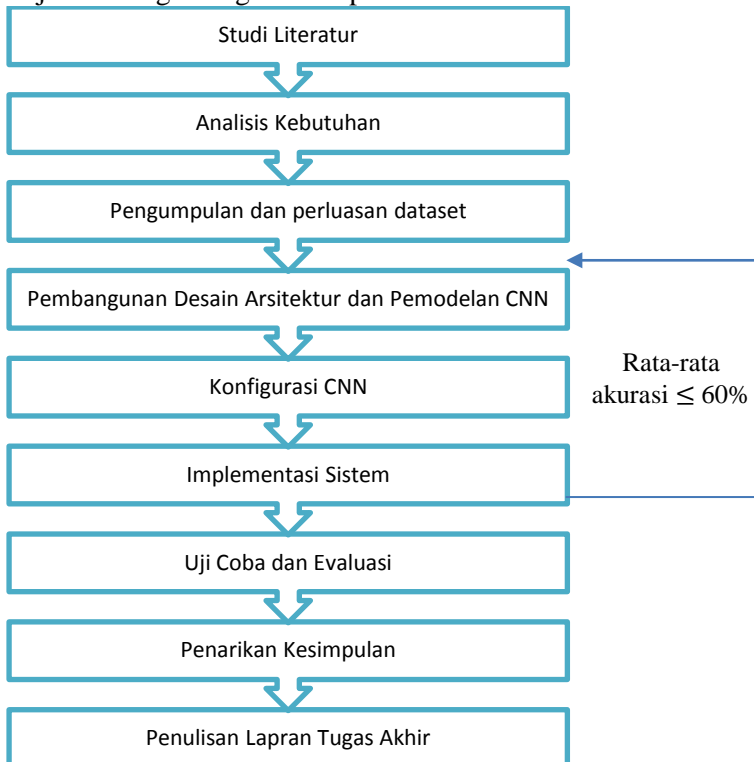 Studi Literatur
Analisis Kebutuhan
Pengumpulan dan perluasan dataset
Pembangunan Desain Arsitektur dan Pemodelan CNN
Konfigurasi CNN
Rata-rata
akurasi ≤ 60%
Implementasi Sistem
Uji Coba dan Evaluasi
Penarikan Kesimpulan
Penulisan Lapran Tugas Akhir